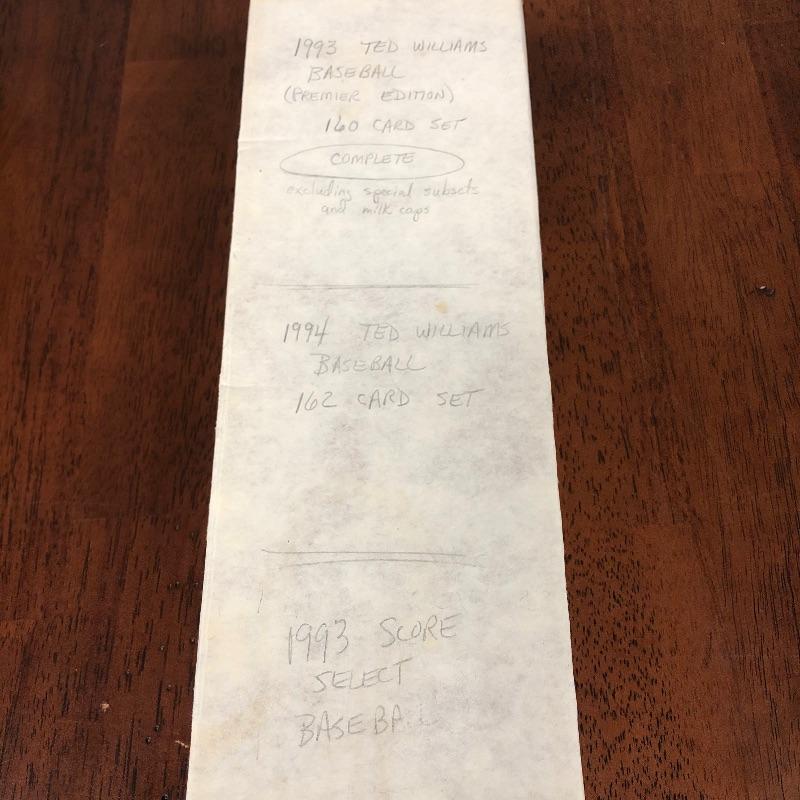 1993 TED WILLIAMS
BASEBALL
(PREMIER EDITION)
160 CARD SET
COMPLETE
excluding special subsets
and milk caps
1994 TED WILLIAMS
BASEBALL
162 CARD SET
1993 SCORE
SELECT
BASEBALL